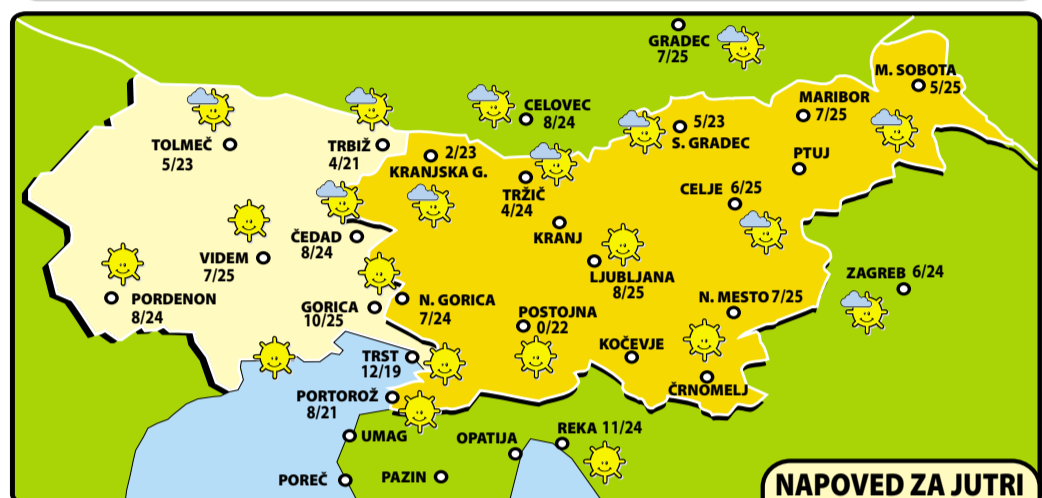 GRADEC
7/25
M. SOBOTA
5/25
MARIBOR
7/25
CELOVEC
8/24
5/23
S. GRADEC
TOLMEČ
5/23
TRBIŽ
4/21
2/23
KRANJSKA G.
PTUJ
TRŽIČ
4/24
CELJE 6/25
KRANJ
ČEDAD
8/24
VIDEM
7/25
LJUBLJANA
8/25
ZAGREB 6/24
PORDENON
8/24
GORICA
10/25
N. GORICA
7/24
N. MESTO 7/25
POSTOJNA
0/22
KOČEVJE
TRST
12/19
ČRNOMELJ
PORTOROŽ
8/21
UMAG
OPATIJA
REKA 11/24
POREČ
PAZIN
NAPOVED ZA JUTRI